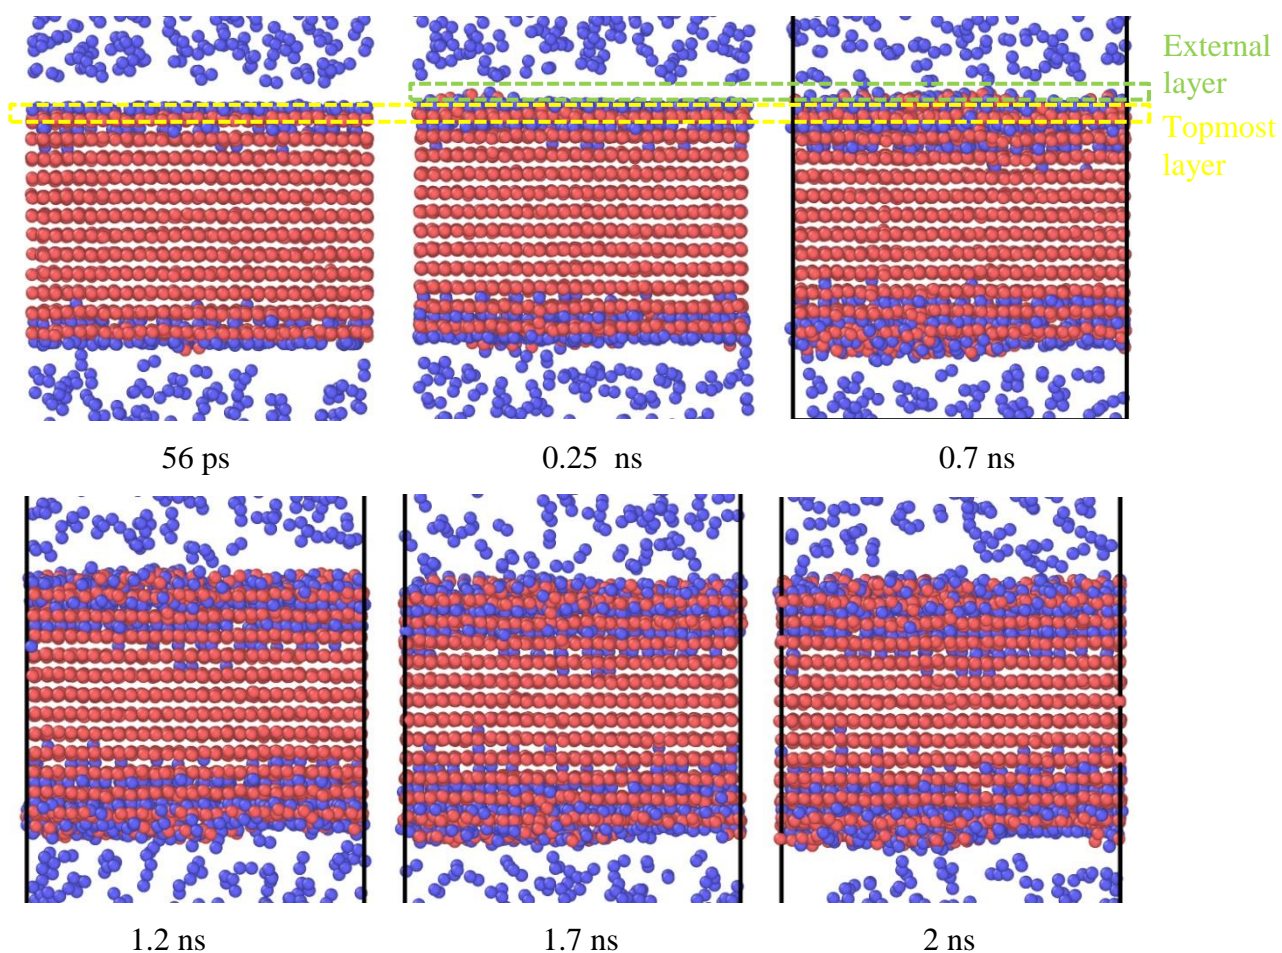 External
layer
Topmost
layer
56 ps
0.25 ns
0.7 ns
1.2 ns
1.7 ns
2 ns